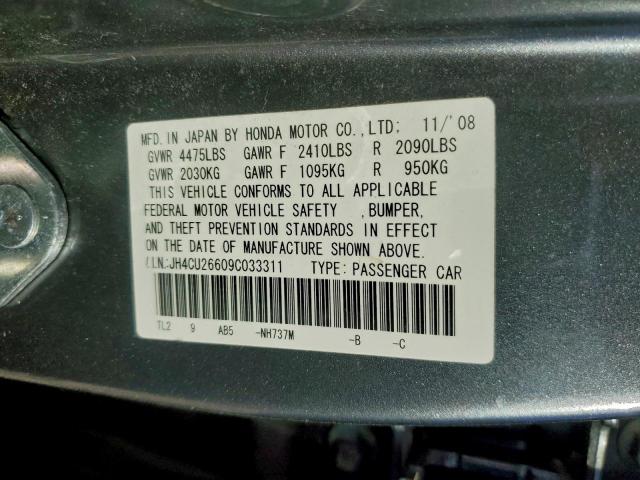 MFD. IN JAPAN BY HONDA MOTOR CO., LTD: 11/'08
GVWR 4475LBS GAWR F 2410LBS R 2090LBS
GVWR 2030KG GAWR F 1095KG R 950KG
THIS VEHICLE CONFORMS TO ALL APPLICABLE
FEDERAL MOTOR VEHICLE SAFETY , BUMPER,
AND THEFT PREVENTION STANDARDS IN EFFECT
ON THE DATE OF MANUFACTURE SHOWN ABOVE.
I.N.:JH4CU26609C033311 TYPE: PASSENGER CAR
TL2 9 AB5 -NH737M -B -C